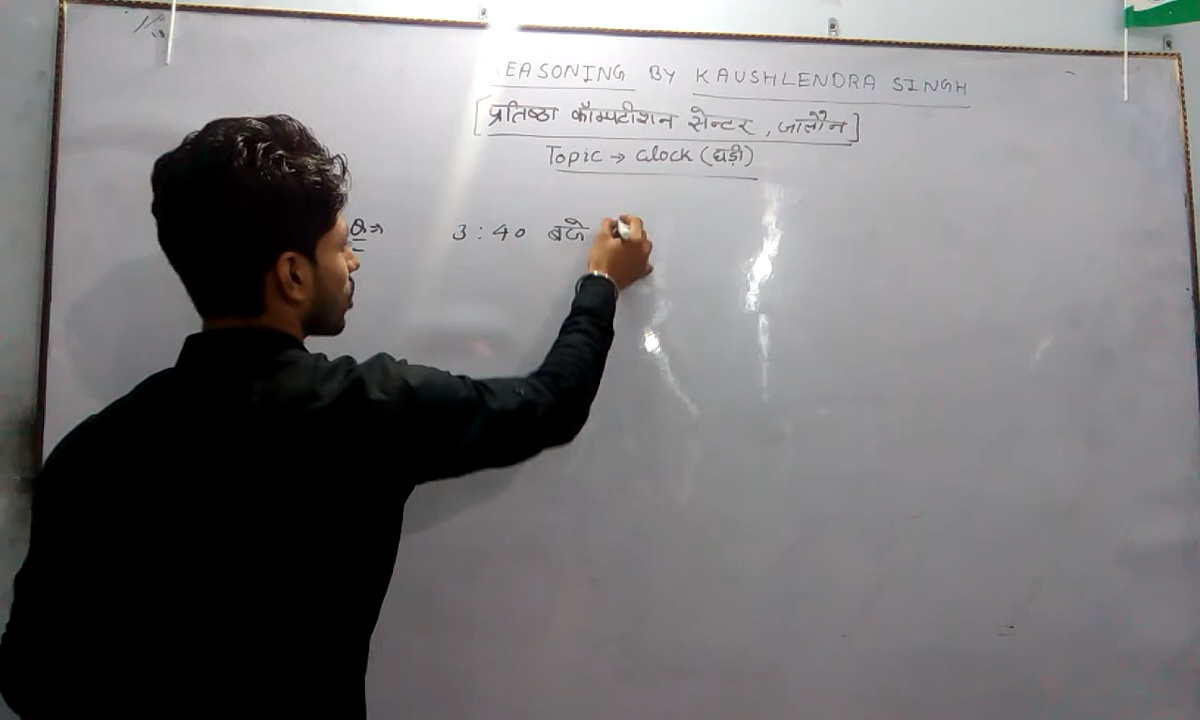 REASONING BY KAUSHLENDRA SINGH
[प्रतिष्ठा कॉम्पटीशन सेन्टर, जालौन]
Topic → Clock (घड़ी)
Q⇒ 3:40 बजे